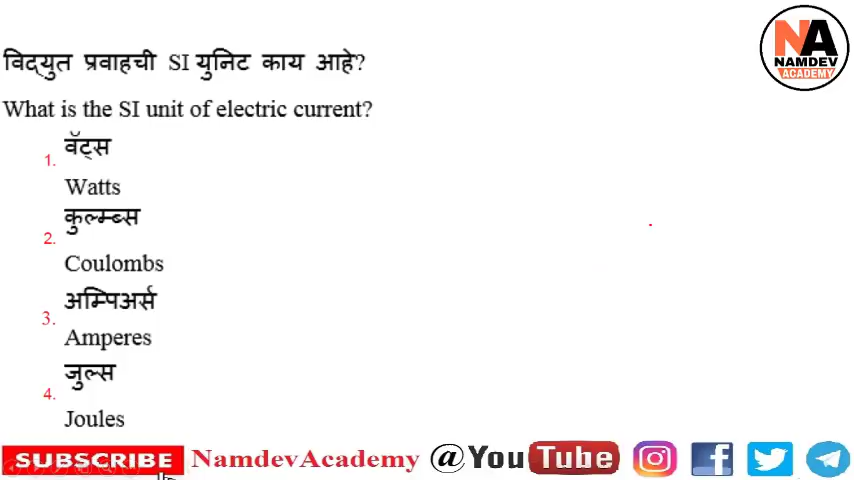 NA
NAMDEV
ACADEMY
विद्युत प्रवाहची SI युनिट काय आहे?
What is the SI unit of electric current?
1. वॅट्स
Watts
2. कुल्म्ब्स
Coulombs
3. अम्पिअर्स
Amperes
4. जुल्स
Joules
SUBSCRIBE NamdevAcademy @YouTube